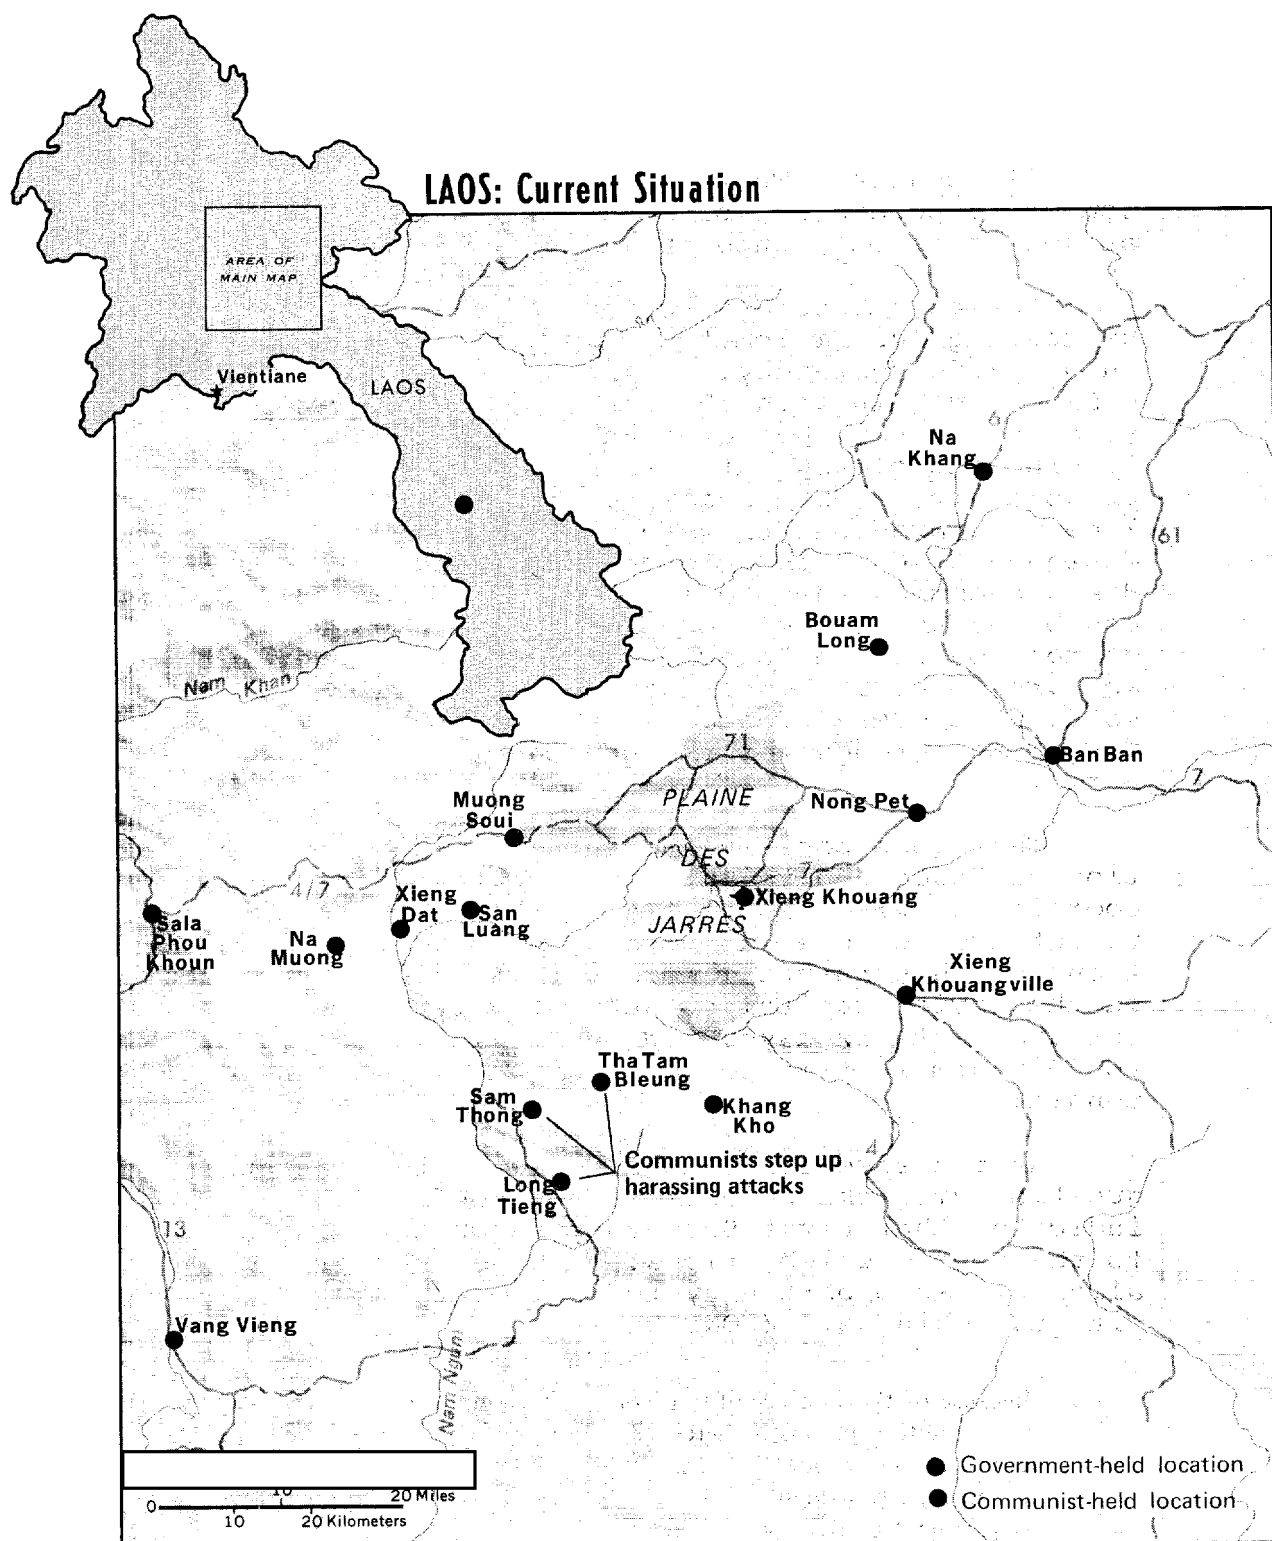 LAOS: Current Situation
AREA OF
MAIN MAP
Vientiane
LAOS
6
Na
Khang
61
Bouam
Long
Nam Khan
71
Ban Ban
7
PLAINE
Muong
Soui
Nong Pet
DES
7
4/7
Xieng
Dat
San
Luang
Xieng Khouang
JARRES
Sala
Phou
Khoun
Na
Muong
Xieng
Khouangville
Tha Tam
Bleung
Sam
Thong
Khang
Kho
4
Communists step up
harassing attacks
Long
Tieng
13
Vang Vieng
Nam Ngum
Government-held location
Communist-held location
10
20 Miles
0
10
20 Kilometers